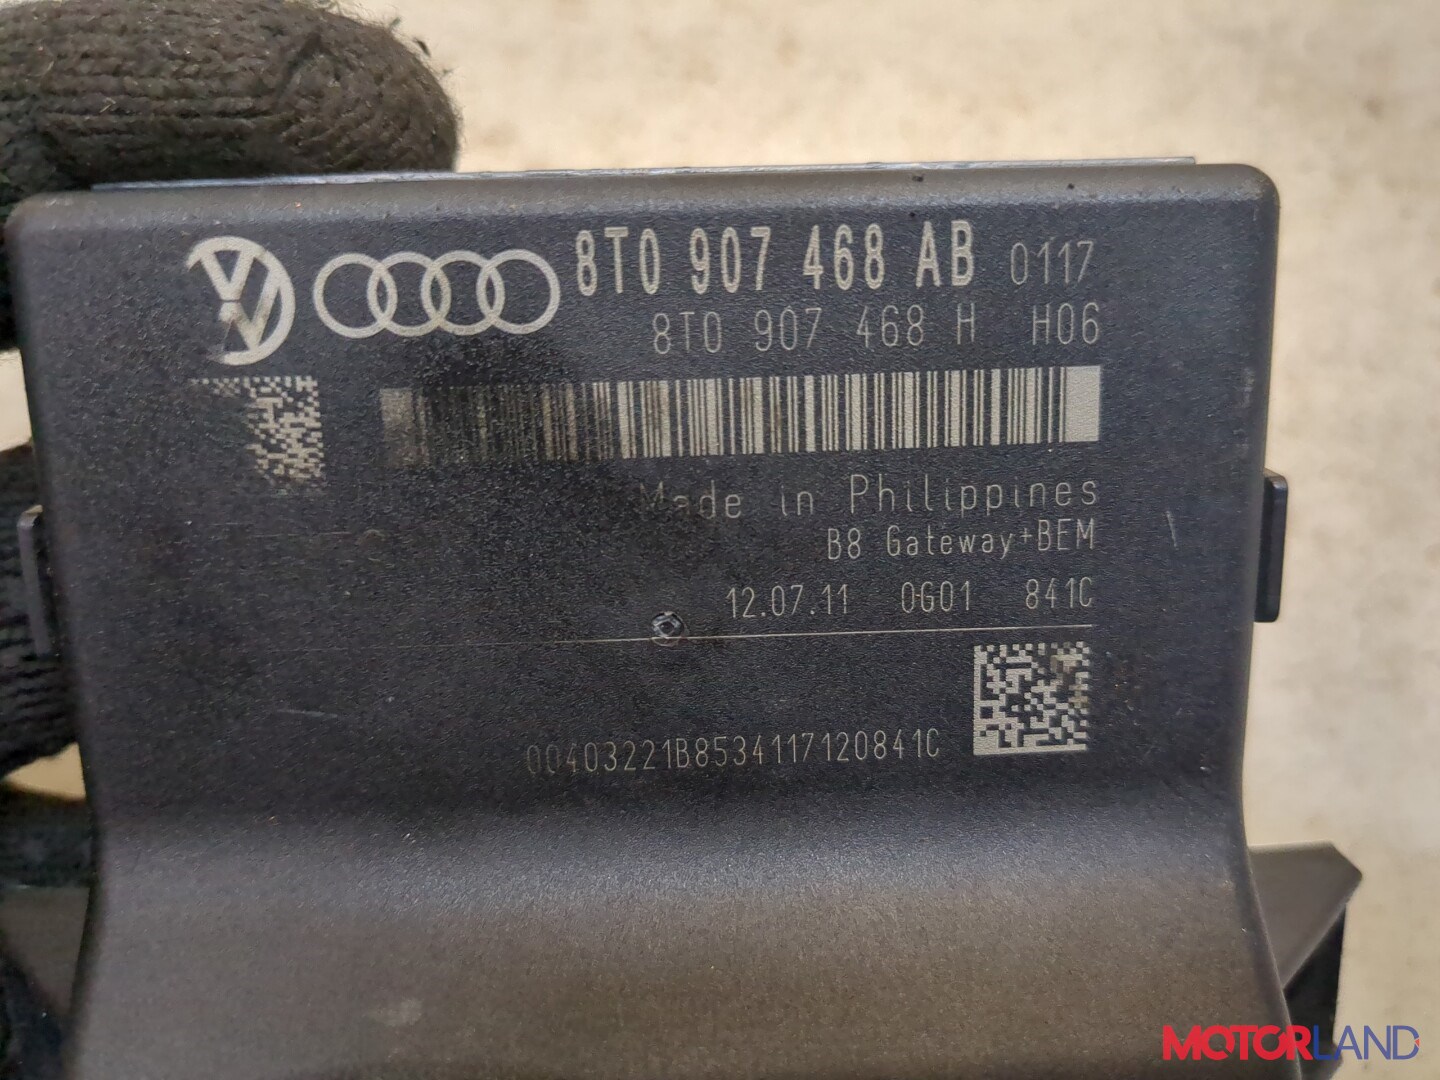 8T0 907 468 AB 0117
8T0 907 468 H H06
Made in Philippines
B8 Gateway+BEM
12.07.11 0G01 841C
00403221B8534117120841C
MOTORLAND